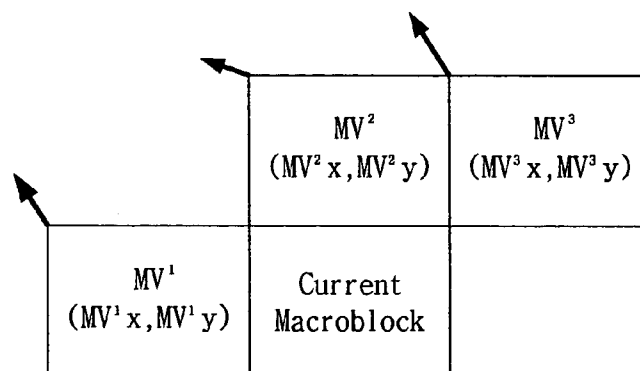 MV²
(MV²x,MV²y)
MV³
(MV³x,MV³y)
MV¹
(MV¹x,MV¹y)
Current
Macroblock